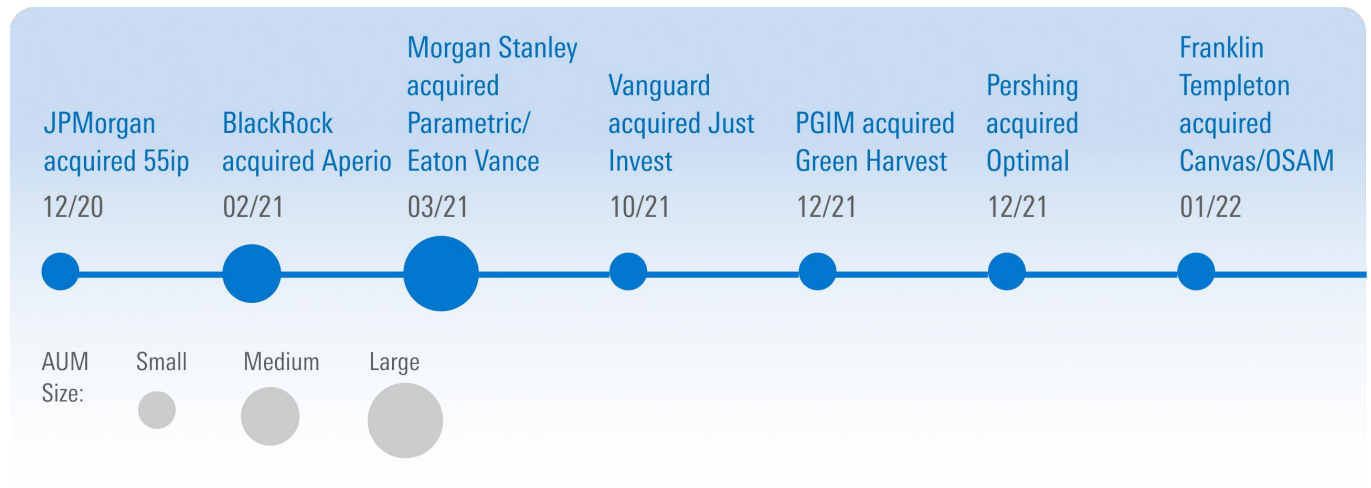 JPMorgan
acquired 55ip
12/20
BlackRock
acquired Aperio
02/21
Morgan Stanley
acquired
Parametric/
Eaton Vance
03/21
Vanguard
acquired Just
Invest
10/21
PGIM acquired
Green Harvest
12/21
Pershing
acquired
Optimal
12/21
Franklin
Templeton
acquired
Canvas/OSAM
01/22
AUM
Size:
Small
Medium
Large